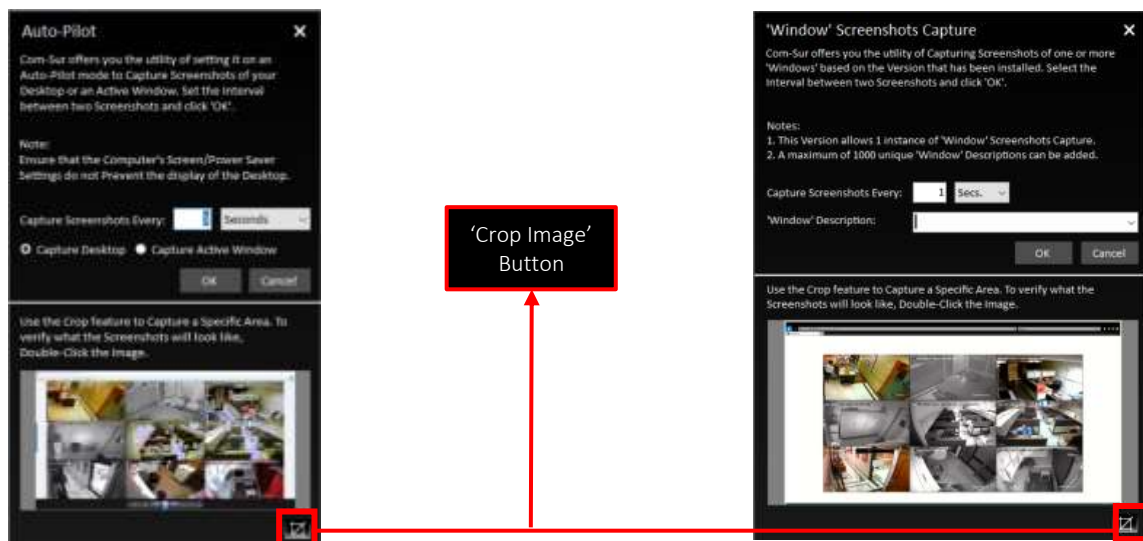 Auto-Pilot
Com-Sur offers you the utility of setting it on an
Auto-Pilot mode to Capture Screenshots of your
Desktop or an Active Window. Set the Interval
between two Screenshots and click 'OK'.
Note:
Ensure that the Computer's Screen/Power Saver
Settings do not Prevent the display of the Desktop.
Capture Screenshots Every:
Seconds
Capture Desktop
Capture Active Window
OK
Cancel
Use the Crop feature to Capture a Specific Area. To
verify what the Screenshots will look like,
Double-Click the Image.
'Crop Image'
Button
'Window' Screenshots Capture
Com-Sur offers you the utility of Capturing Screenshots of one or more
'Windows' based on the Version that has been installed. Select the
Interval between two Screenshots and click 'OK'.
Notes:
1. This Version allows 1 instance of 'Window' Screenshots Capture.
2. A maximum of 1000 unique 'Window' Descriptions can be added.
Capture Screenshots Every: 1 Secs.
'Window' Description:
OK
Cancel
Use the Crop feature to Capture a Specific Area. To verify what the
Screenshots will look like, Double-Click the Image.